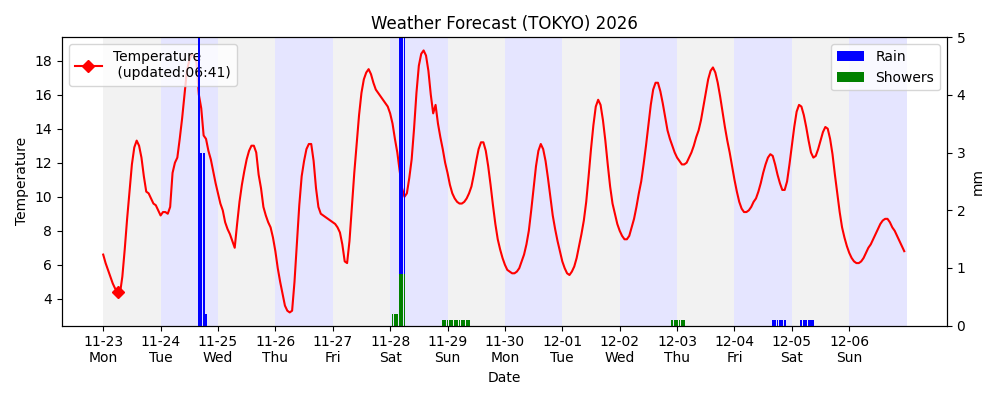 Weather Forecast (TOKYO) 2026
Temperature
(updated:06:41)
Rain
Showers
Temperature
18
16
14
12
10
8
6
4
5
4
3
2
1
0
mm
11-23 11-24 11-25 11-26 11-27 11-28 11-29 11-30 12-01 12-02 12-03 12-04 12-05 12-06
Mon Tue Wed Thu Fri Sat Sun Mon Tue Wed Thu Fri Sat Sun
Date